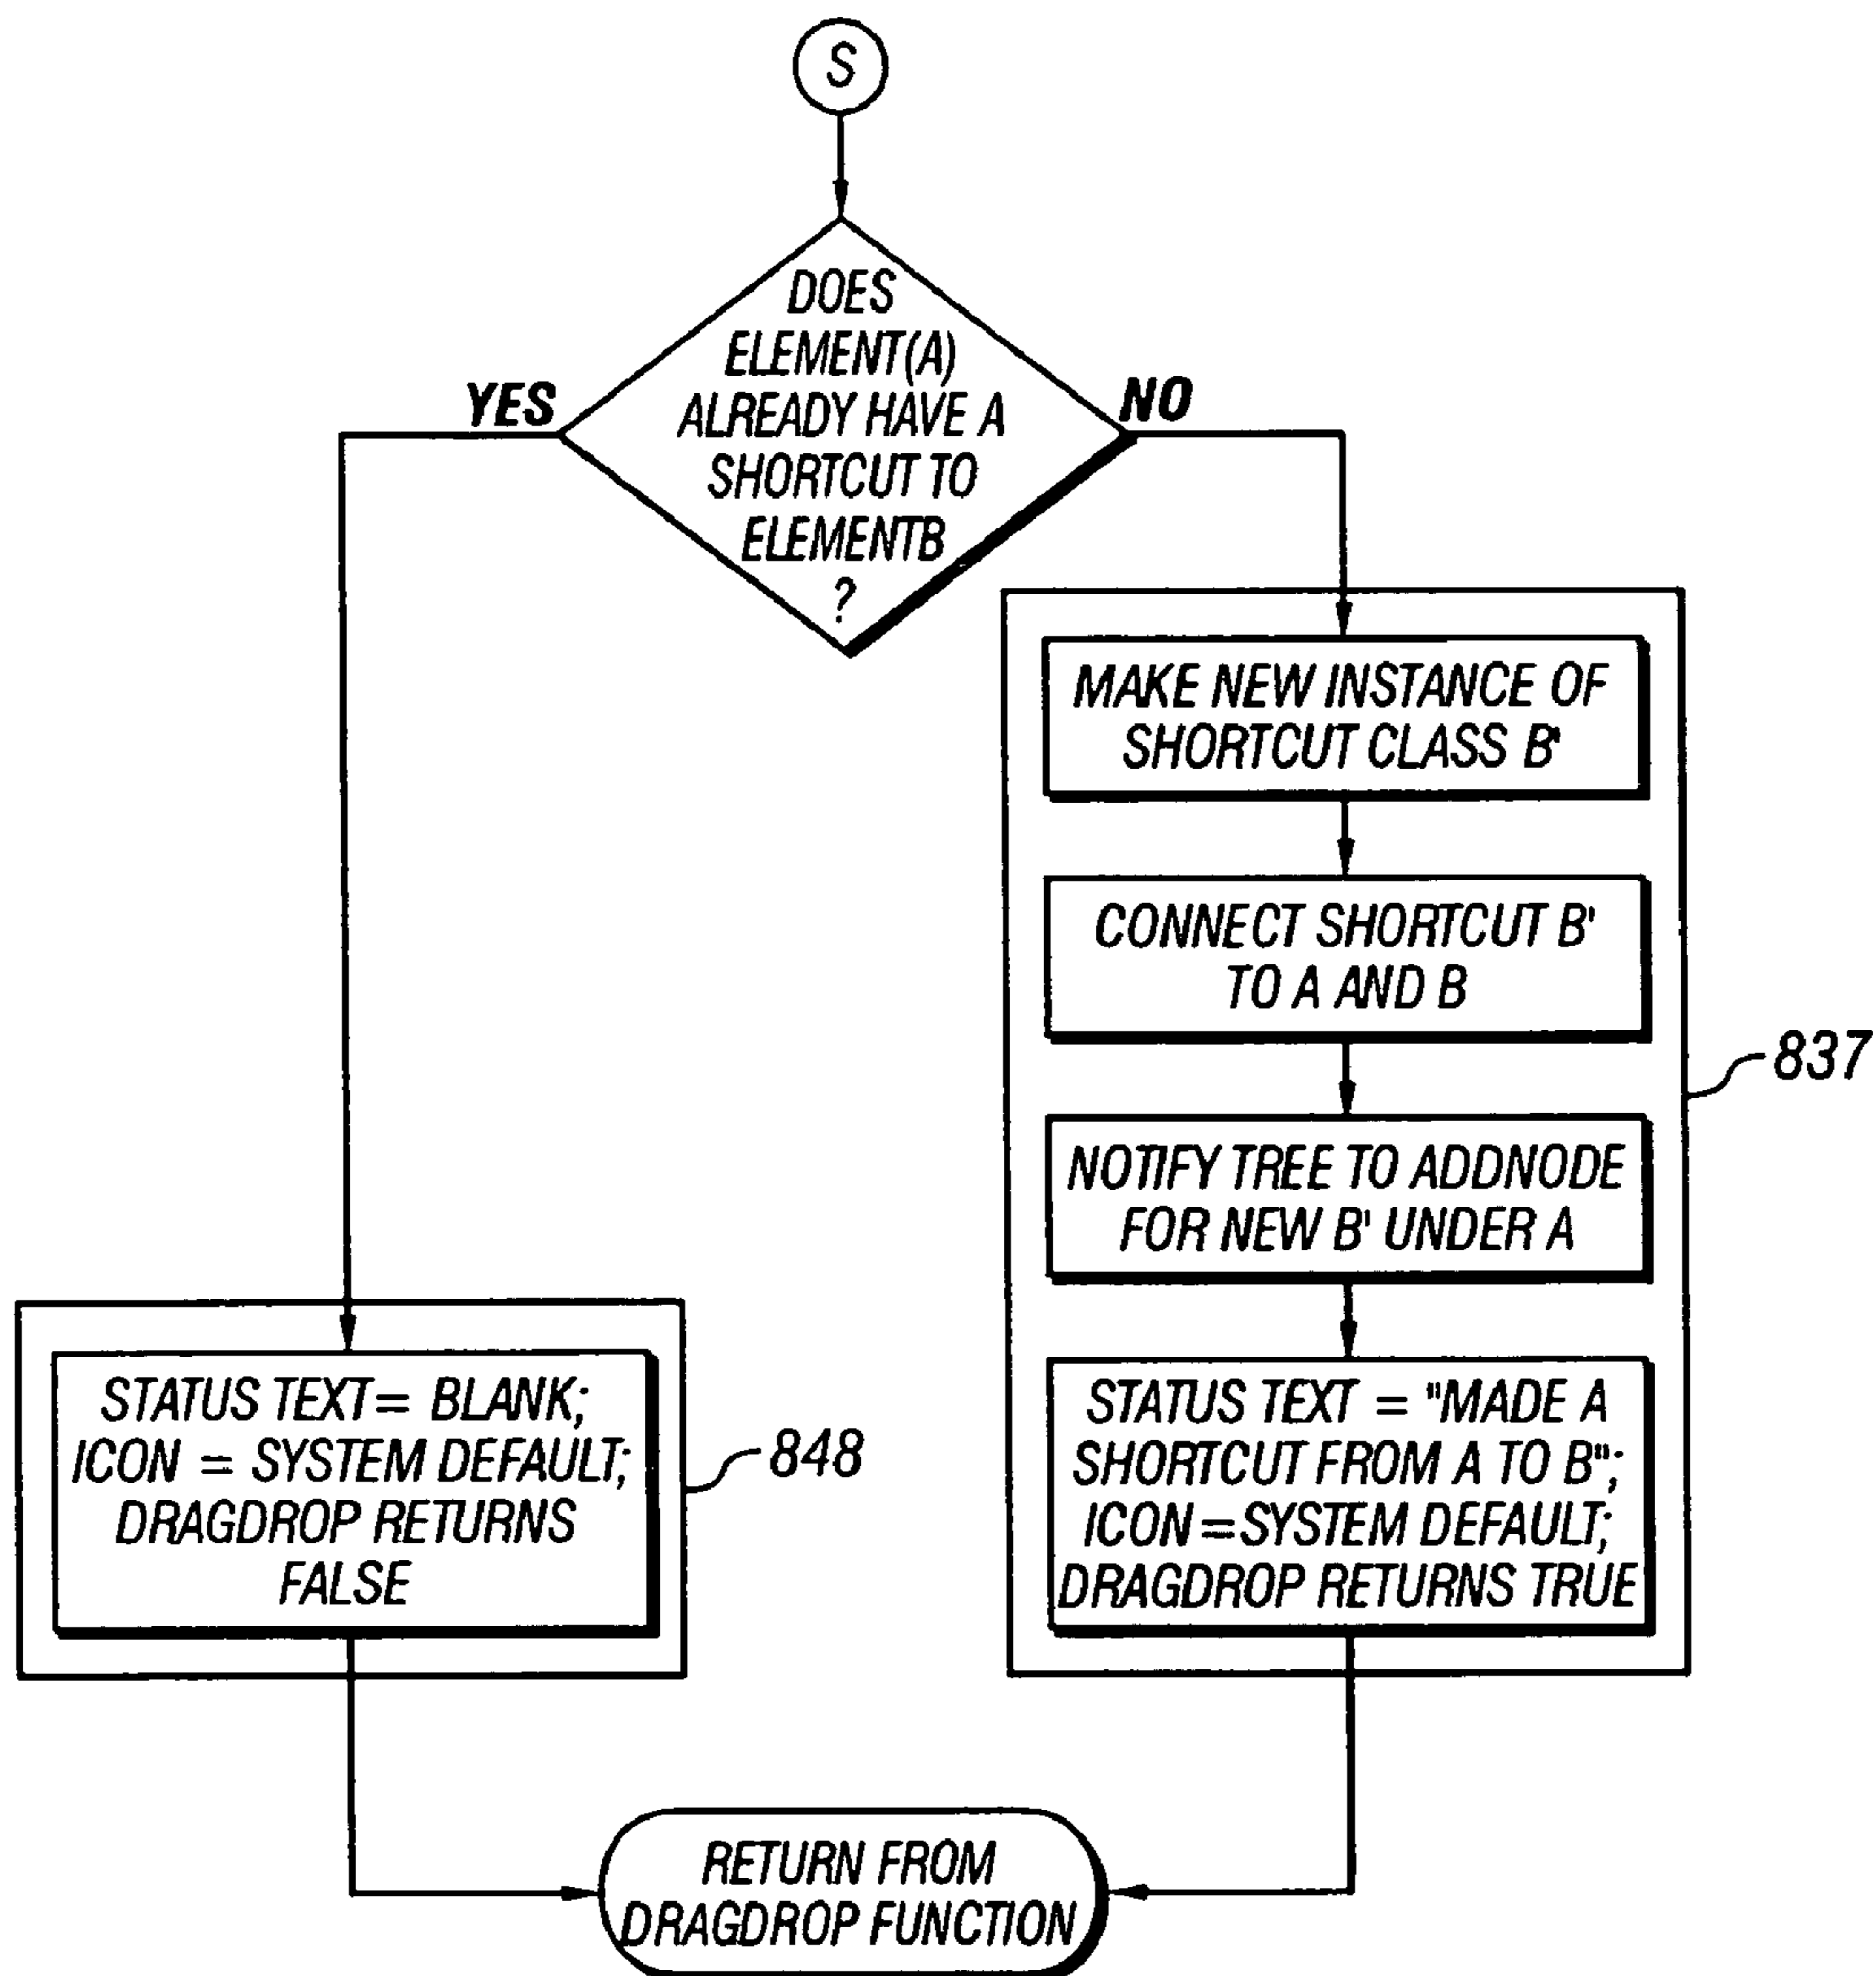 S
DOES
ELEMENT(A)
ALREADY HAVE A
SHORTCUT TO
ELEMENTB
?
YES
NO
MAKE NEW INSTANCE OF
SHORTCUT CLASS B'
CONNECT SHORTCUT B'
TO A AND B
837
NOTIFY TREE TO ADDNODE
FOR NEW B' UNDER A
STATUS TEXT = BLANK;
ICON = SYSTEM DEFAULT;
DRAGDROP RETURNS
FALSE
848
STATUS TEXT = "MADE A
SHORTCUT FROM A TO B";
ICON = SYSTEM DEFAULT;
DRAGDROP RETURNS TRUE
RETURN FROM
DRAGDROP FUNCTION